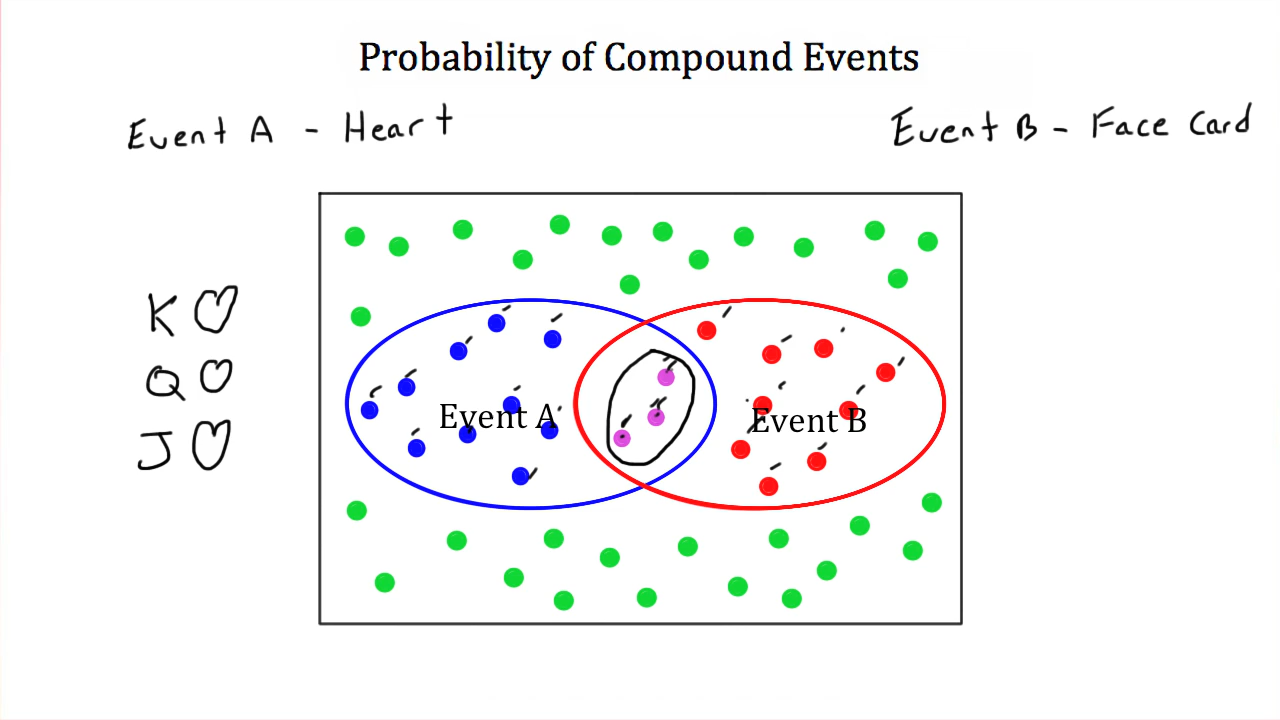 Probability of Compound Events
Event A - Heart
Event B - Face Card
K♡
Q♡
J♡
Event A
Event B